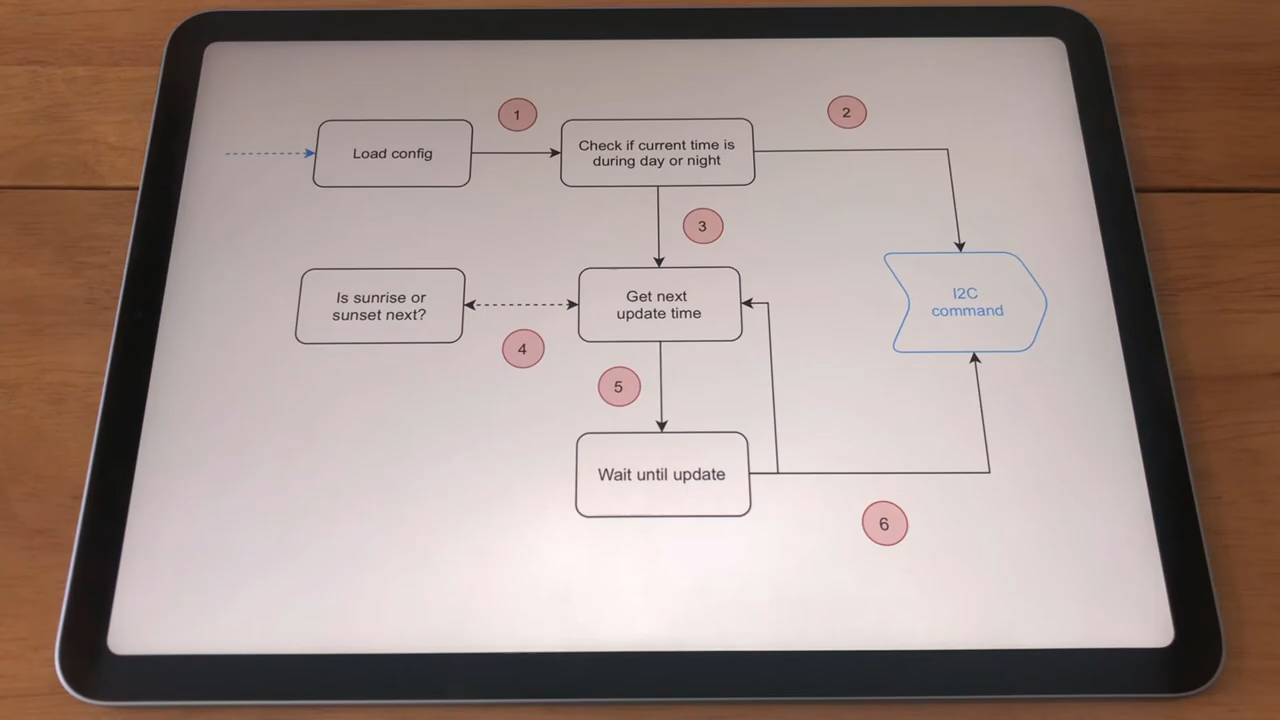 1
2
Load config
Check if current time is
during day or night
3
Is sunrise or
sunset next?
Get next
update time
I2C
command
4
5
Wait until update
6